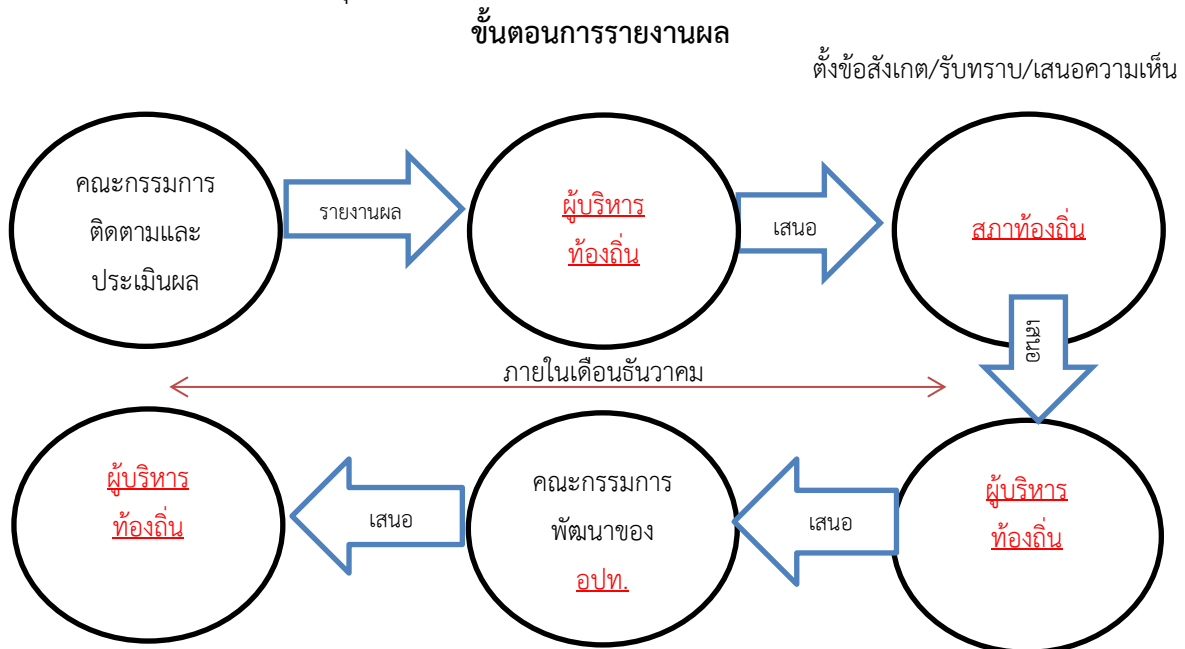 ขั้นตอนการรายงานผล
ตั้งข้อสังเกต/รับทราบ/เสนอความเห็น
คณะกรรมการ
ติดตามและ
ประเมินผล
รายงานผล
ผู้บริหาร
ท้องถิ่น
เสนอ
สภาท้องถิ่น
เสนอ
ภายในเดือนธันวาคม
ผู้บริหาร
ท้องถิ่น
เสนอ
คณะกรรมการ
พัฒนาของ
อปท.
เสนอ
ผู้บริหาร
ท้องถิ่น